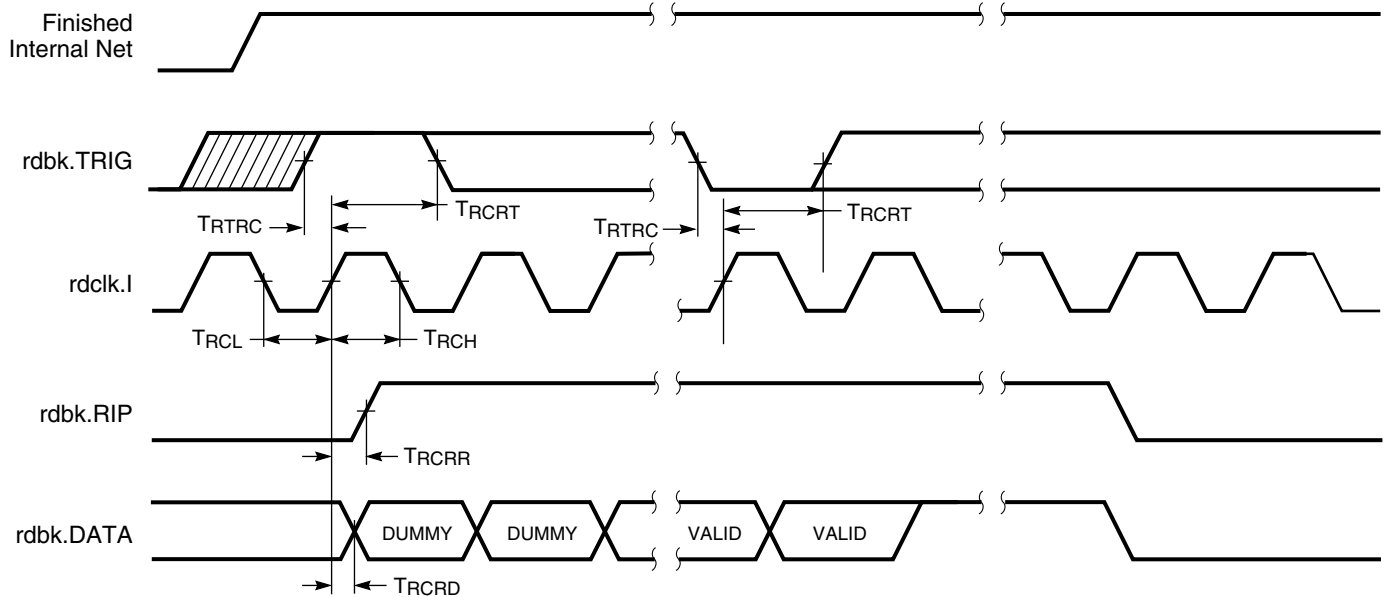 Finished
Internal Net
rdbk.TRIG
TRTRC
TRCRT
TRTRC
TRCRT
rdclk.I
TRCL
TRCH
rdbk.RIP
TRCRR
rdbk.DATA
DUMMY
DUMMY
VALID
VALID
TRCRD